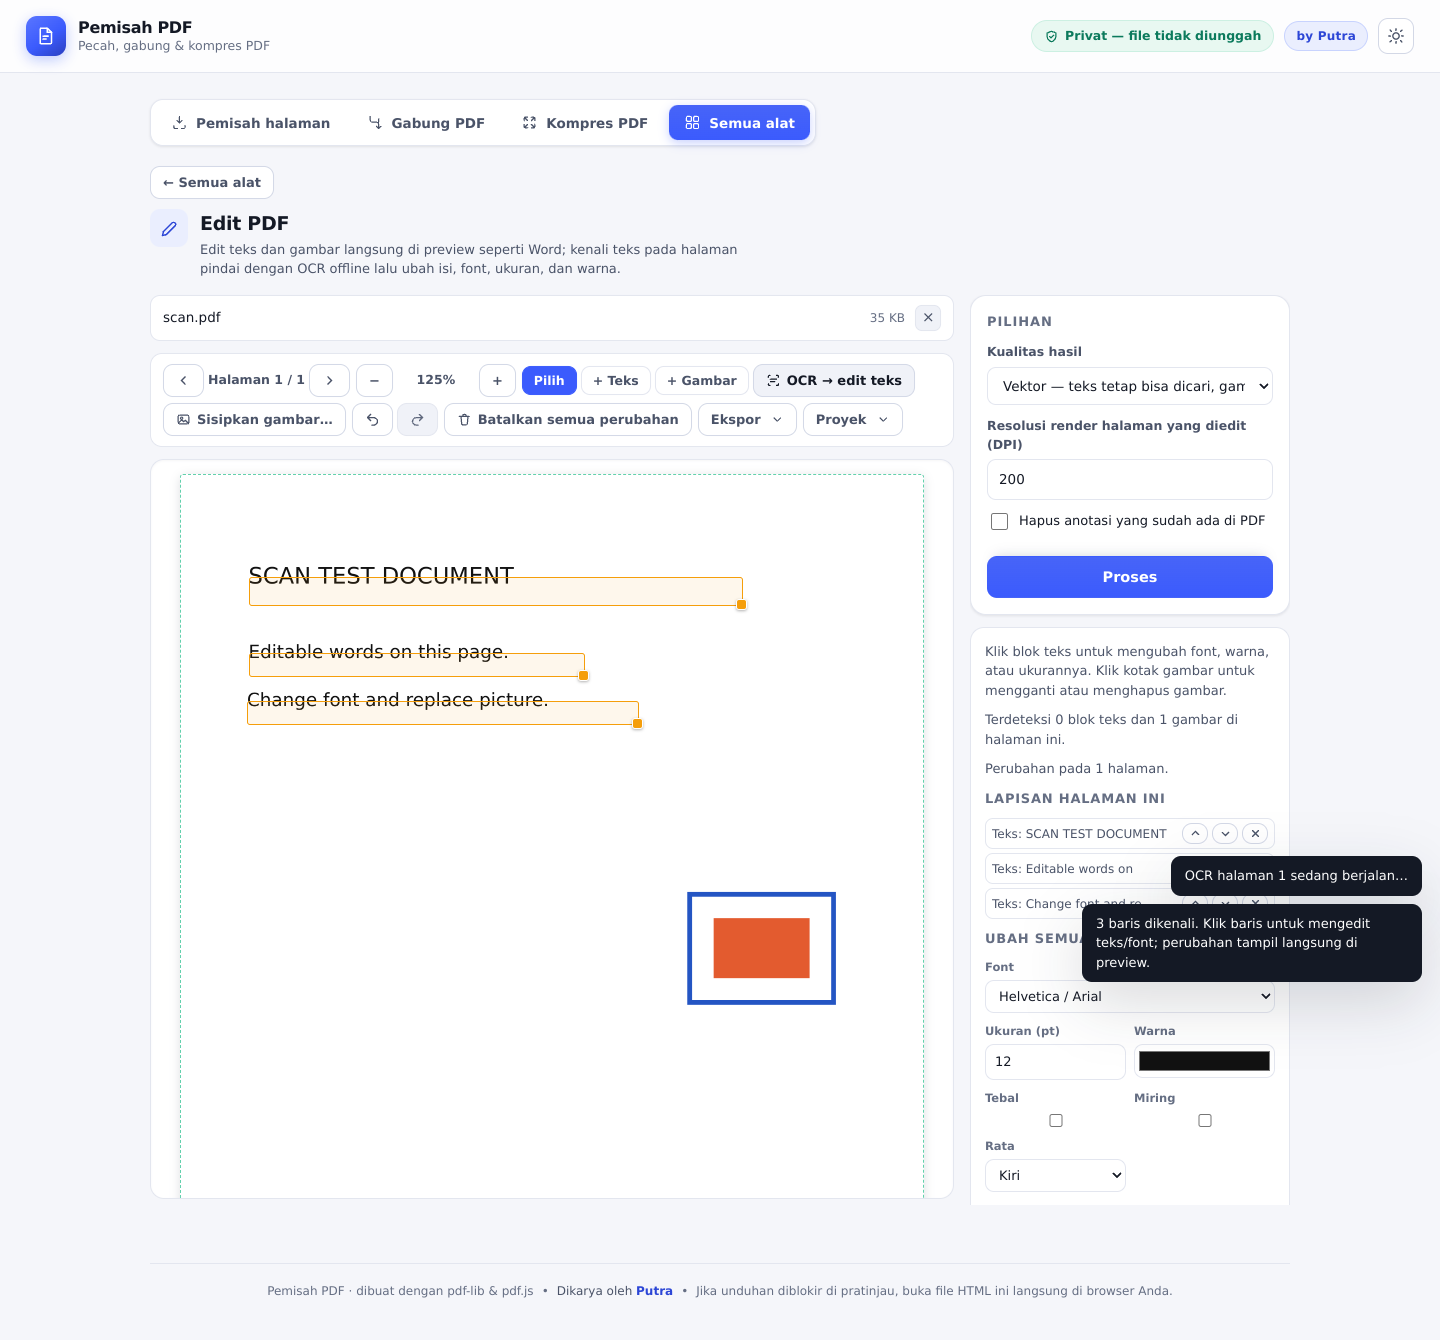 Pemisah PDF
Pecah, gabung & kompres PDF
Privat — file tidak diunggah
by Putra
Pemisah halaman
Gabung PDF
Kompres PDF
Semua alat
← Semua alat
Edit PDF
Edit teks dan gambar langsung di preview seperti Word; kenali teks pada halaman
pindai dengan OCR offline lalu ubah isi, font, ukuran, dan warna.
scan.pdf
35 KB
Halaman 1 / 1
−
125%
+
Pilih
+ Teks
+ Gambar
OCR → edit teks
Sisipkan gambar…
Batalkan semua perubahan
Ekspor
Proyek
SCAN TEST DOCUMENT
Editable words on this page.
Change font and replace picture.
PILIHAN
Kualitas hasil
Vektor — teks tetap bisa dicari, gam
Resolusi render halaman yang diedit
(DPI)
200
Hapus anotasi yang sudah ada di PDF
Proses
Klik blok teks untuk mengubah font, warna,
atau ukurannya. Klik kotak gambar untuk
mengganti atau menghapus gambar.
Terdeteksi 0 blok teks dan 1 gambar di
halaman ini.
Perubahan pada 1 halaman.
LAPISAN HALAMAN INI
Teks: SCAN TEST DOCUMENT
Teks: Editable words on
Teks: Change font and re
OCR halaman 1 sedang berjalan…
3 baris dikenali. Klik baris untuk mengedit
teks/font; perubahan tampil langsung di
preview.
UBAH SEMUA
Font
Helvetica / Arial
Ukuran (pt)
Warna
12
Tebal
Miring
Rata
Kiri
Pemisah PDF · dibuat dengan pdf-lib & pdf.js • Dikarya oleh Putra • Jika unduhan diblokir di pratinjau, buka file HTML ini langsung di browser Anda.